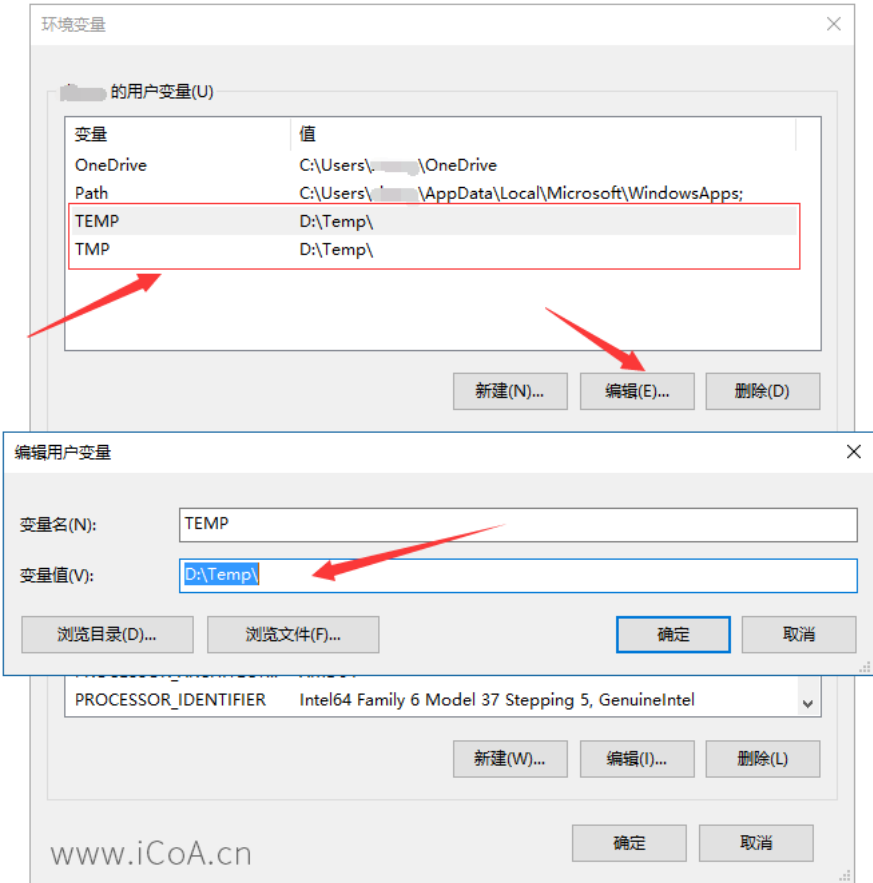 环境变量
的用户变量(U)
变量 值
OneDrive C:\Users\ \OneDrive
Path C:\Users\ \AppData\Local\Microsoft\WindowsApps;
TEMP D:\Temp\
TMP D:\Temp\
新建(N)... 编辑(E)... 删除(D)
编辑用户变量
变量名(N): TEMP
变量值(V): D:\Temp\
浏览目录(D)... 浏览文件(F)... 确定 取消
PROCESSOR_IDENTIFIER Intel64 Family 6 Model 37 Stepping 5, GenuineIntel
新建(W)... 编辑(I)... 删除(L)
确定 取消
www.iCoA.cn